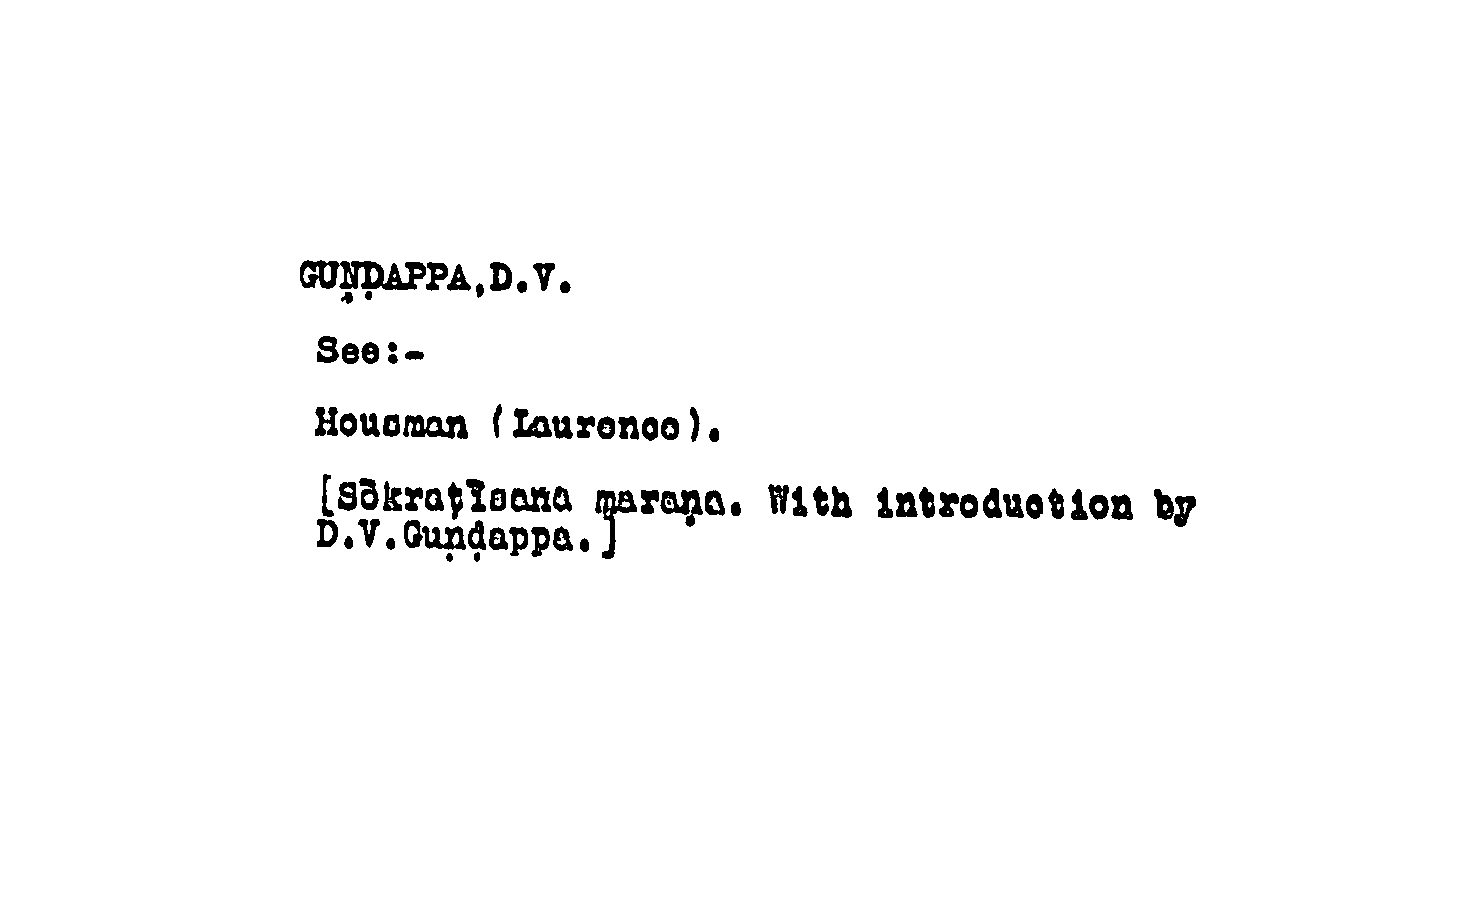 GUṆḌAPPA,D.V.
See:-
Housman (Laurence).
[Sōkraṭīsana maraṇa. With introduction by
D.V.Guṇḍappa.]